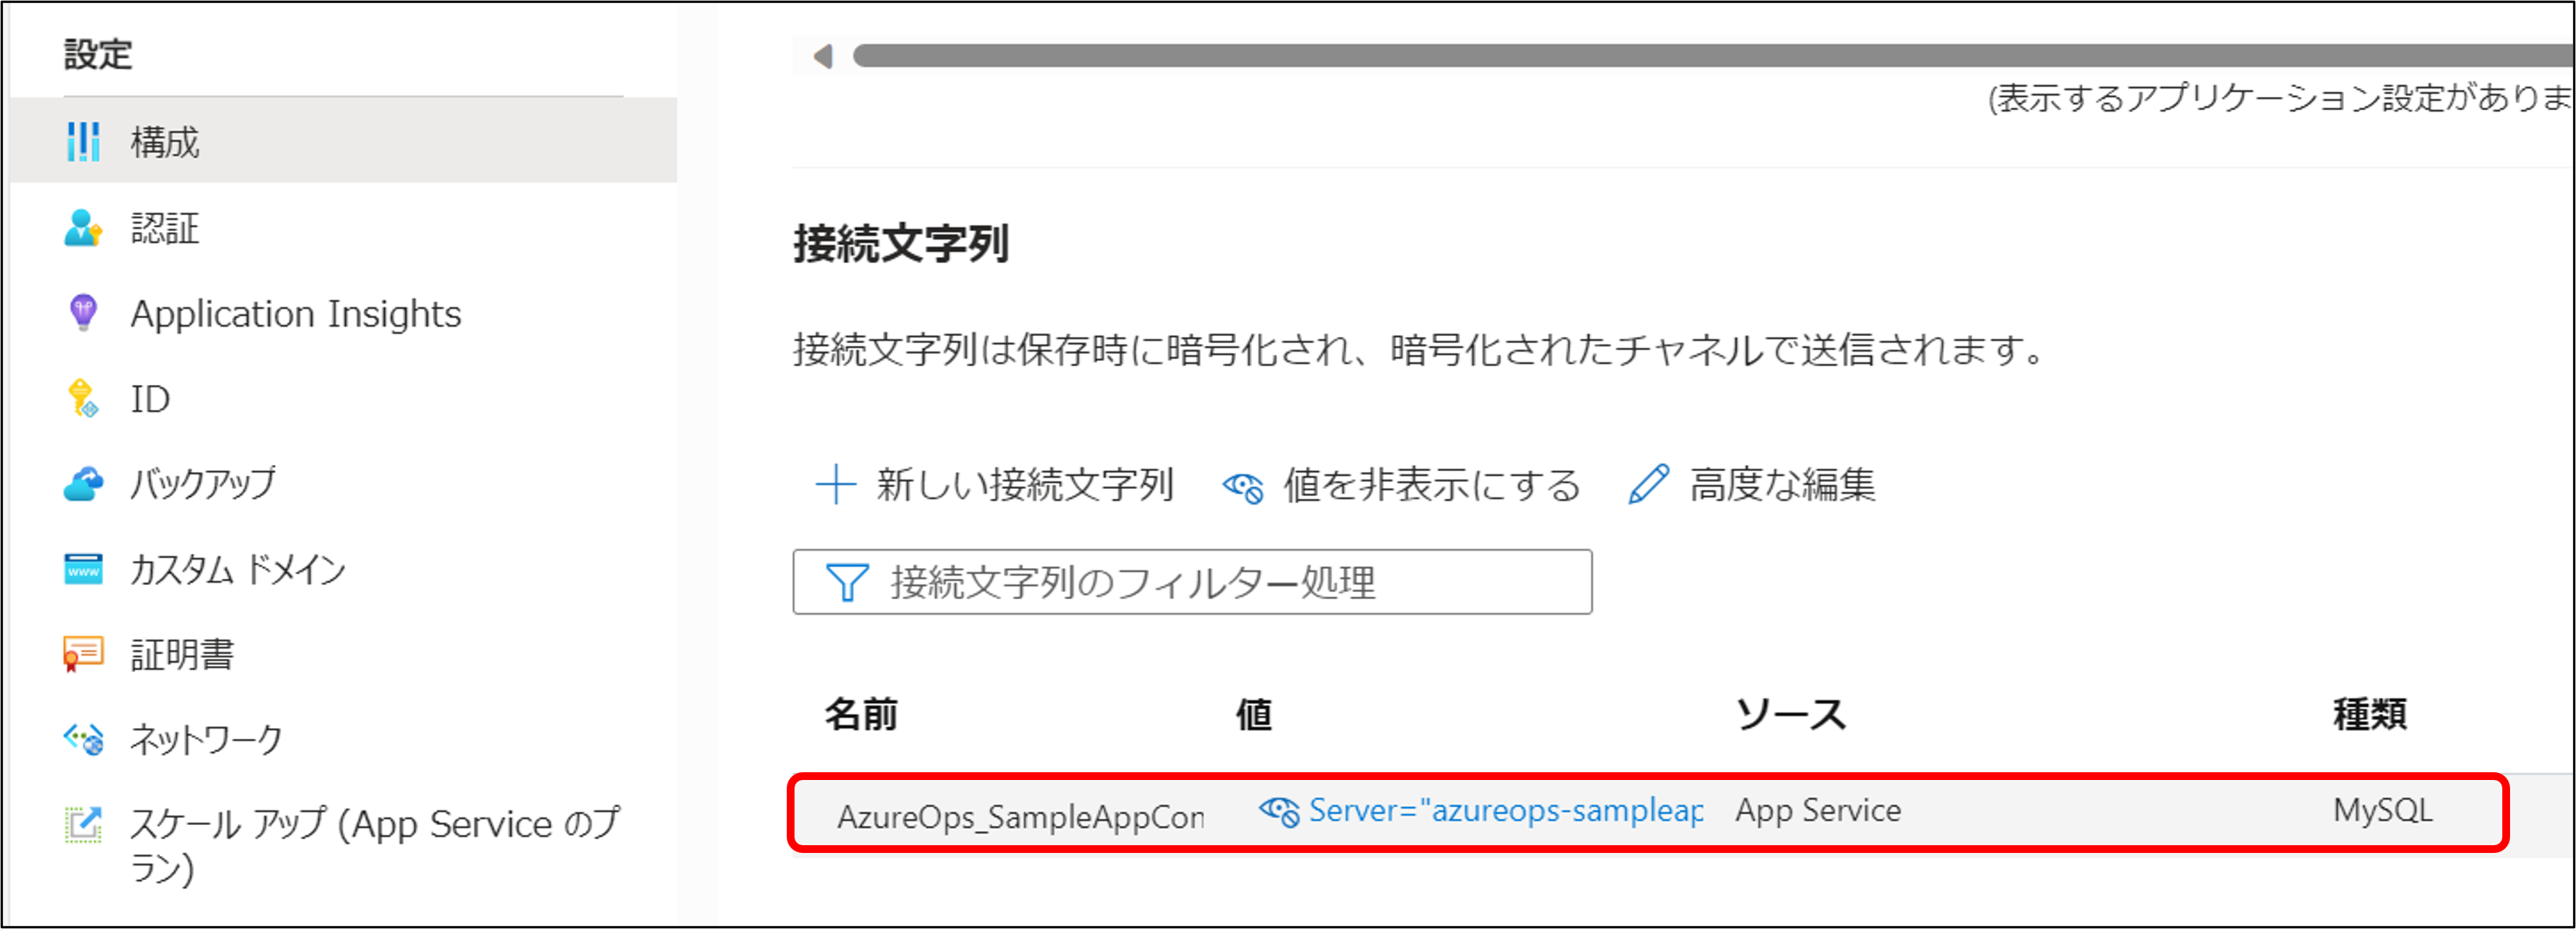 設定
構成
認証
Application Insights
ID
バックアップ
カスタム ドメイン
www
証明書
ネットワーク
スケール アップ (App Service のプ
ラン)
(表示するアプリケーション設定がありま
接続文字列
接続文字列は保存時に暗号化され、暗号化されたチャネルで送信されます。
新しい接続文字列 値を非表示にする 高度な編集
接続文字列のフィルター処理
名前 値 ソース 種類
AzureOps_SampleAppCon Server="azureops-sampleap App Service MySQL